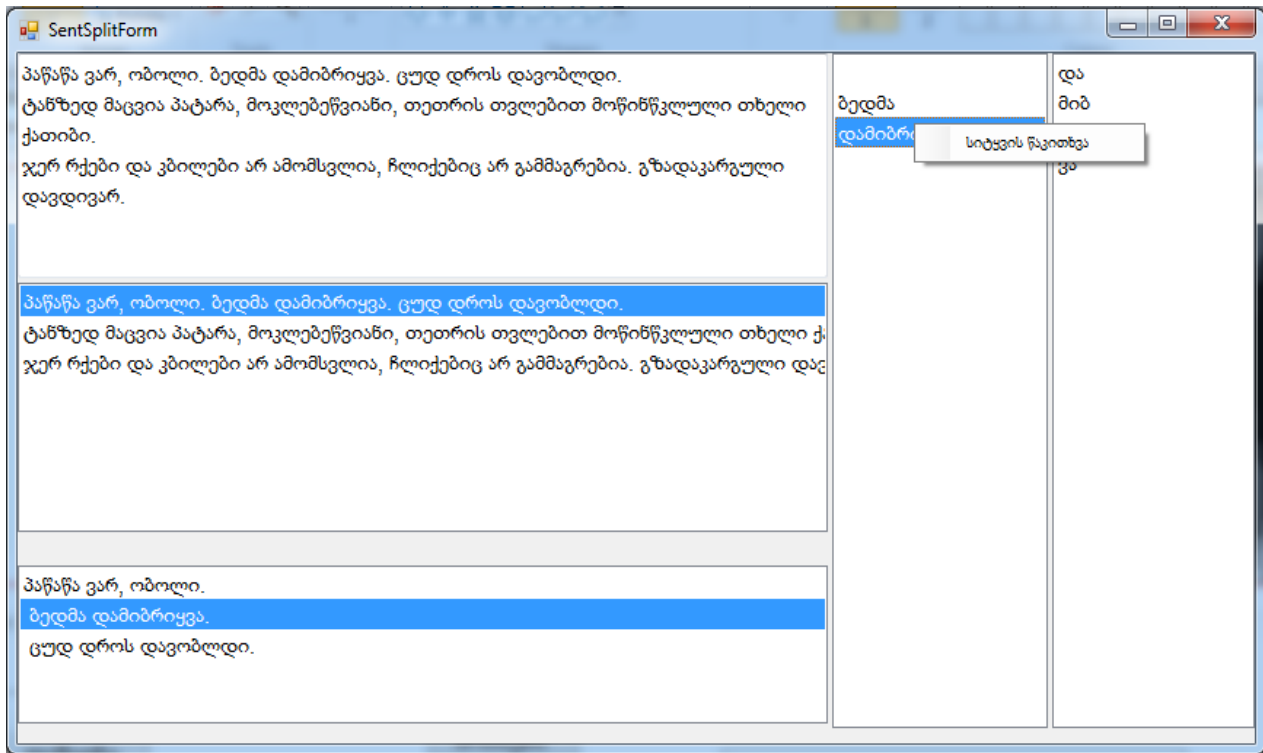 SentSplitForm
პაწაწა ვარ, ობოლი. ბედმა დამიბრიყვა. ცუდ დროს დავობლდი.
ტანზედ მაცვია პატარა, მოკლებეწვიანი, თეთრის თვლებით მოწინწკლული თხელი
ქათიბი.
ჯერ რქები და კბილები არ ამომსვლია, ჩლიქებიც არ გამმაგრებია. გზადაკარგული
დავდივარ.
პაწაწა ვარ, ობოლი. ბედმა დამიბრიყვა. ცუდ დროს დავობლდი.
ტანზედ მაცვია პატარა, მოკლებეწვიანი, თეთრის თვლებით მოწინწკლული თხელი
ჯერ რქები და კბილები არ ამომსვლია, ჩლიქებიც არ გამმაგრებია. გზადაკარგული
პაწაწა ვარ, ობოლი.
ბედმა დამიბრიყვა.
ცუდ დროს დავობლდი.
ბედმა
სიტყვის წაკითხვა
და
მიბ
ვა